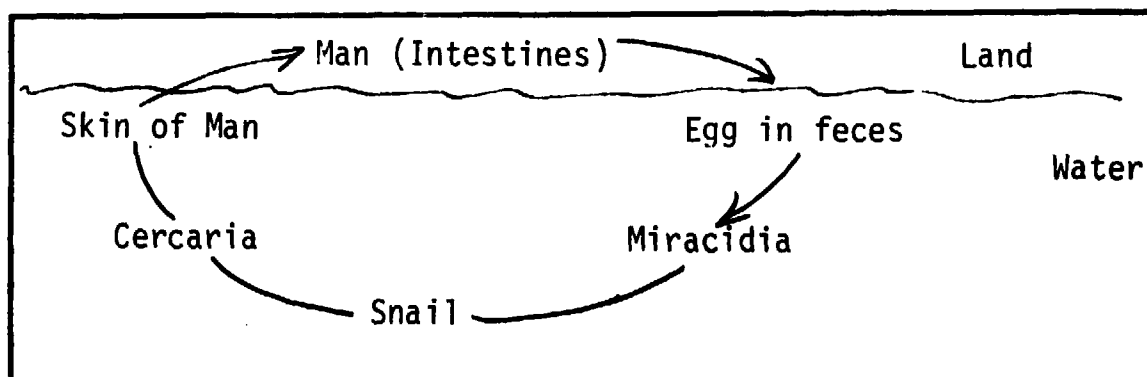 Man (Intestines)
Land
Skin of Man
Egg in feces
Water
Cercaria
Miracidia
Snail